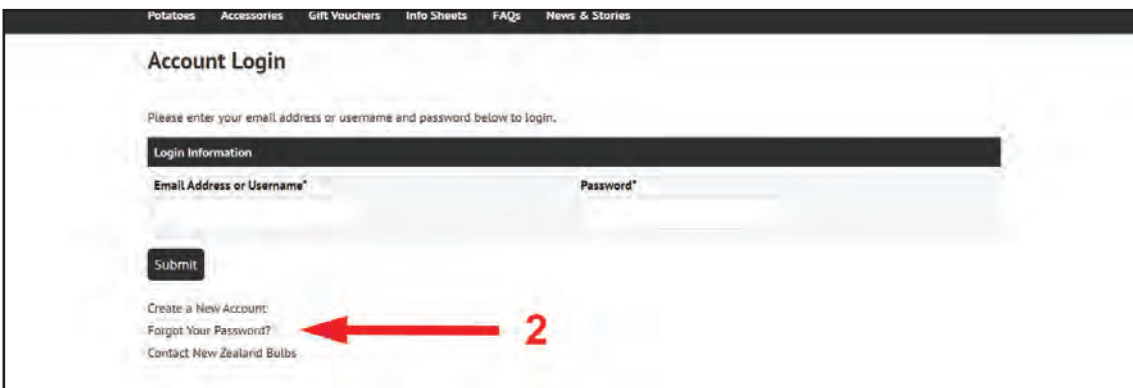 Potatoes Accessories Gift Vouchers Info Sheets FAQs News & Stories
Account Login
Please enter your email address or username and password below to login.
Login Information
Email Address or Username* Password*
Submit
Create a New Account
Forgot Your Password? 2
Contact New Zealand Bulbs